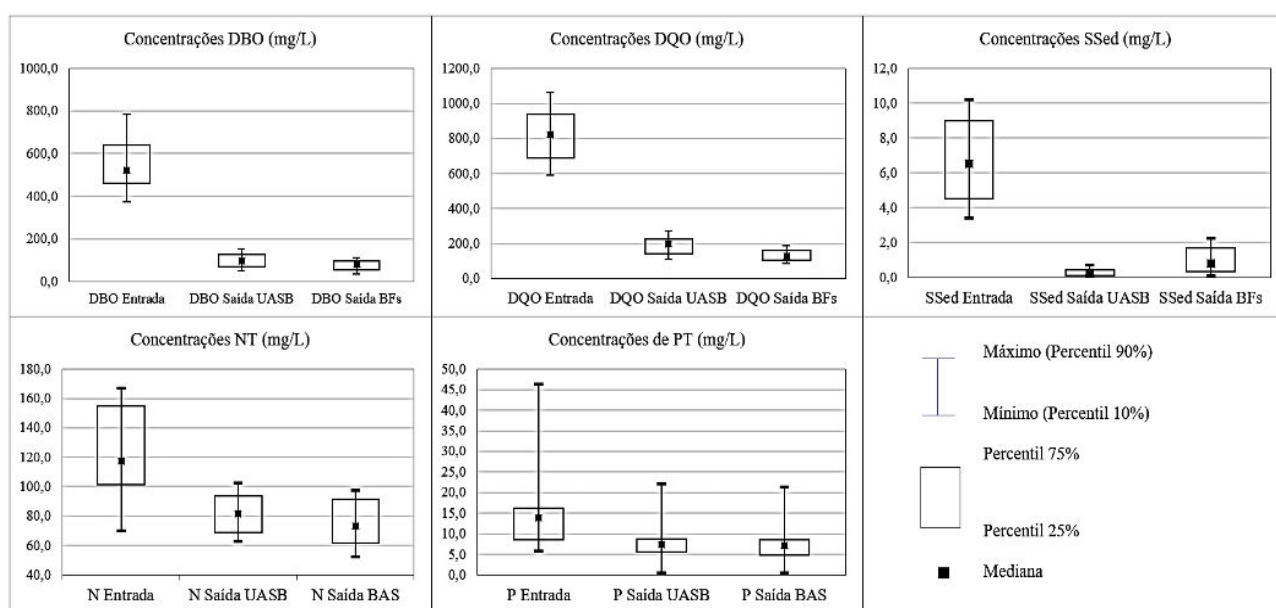 Concentrações DBO (mg/L)
1000,0
800,0
600,0
400,0
200,0
0,0
DBO Entrada DBO Saída UASB DBO Saída BFs
Concentrações DQO (mg/L)
1200,0
1000,0
800,0
600,0
400,0
200,0
0,0
DQO Entrada DQO Saída UASB DQO Saída BFs
Concentrações SSed (mg/L)
12,0
10,0
8,0
6,0
4,0
2,0
0,0
SSed Entrada SSed Saída UASB SSed Saída BFs
Concentrações NT (mg/L)
180,0
160,0
140,0
120,0
100,0
80,0
60,0
40,0
N Entrada N Saída UASB N Saída BAS
Concentrações de PT (mg/L)
50,0
45,0
40,0
35,0
30,0
25,0
20,0
15,0
10,0
5,0
0,0
P Entrada P Saída UASB P Saída BAS
Máximo (Percentil 90%)
Mínimo (Percentil 10%)
Percentil 75%
Percentil 25%
Mediana